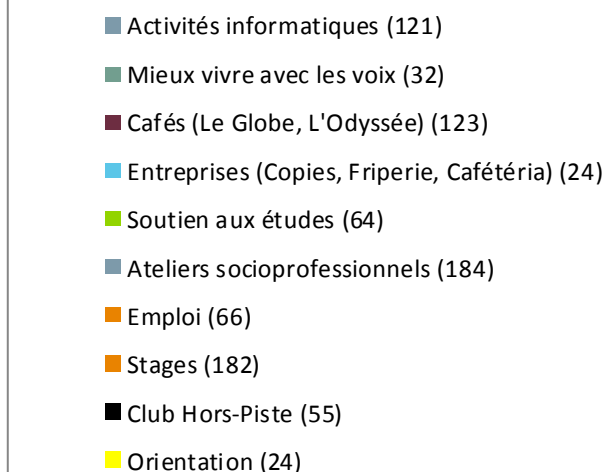 Activités informatiques (121)
Mieux vivre avec les voix (32)
Cafés (Le Globe, L'Odyssée) (123)
Entreprises (Copies, Friperie, Cafétéria) (24)
Soutien aux études (64)
Ateliers socioprofessionnels (184)
Emploi (66)
Stages (182)
Club Hors-Piste (55)
Orientation (24)